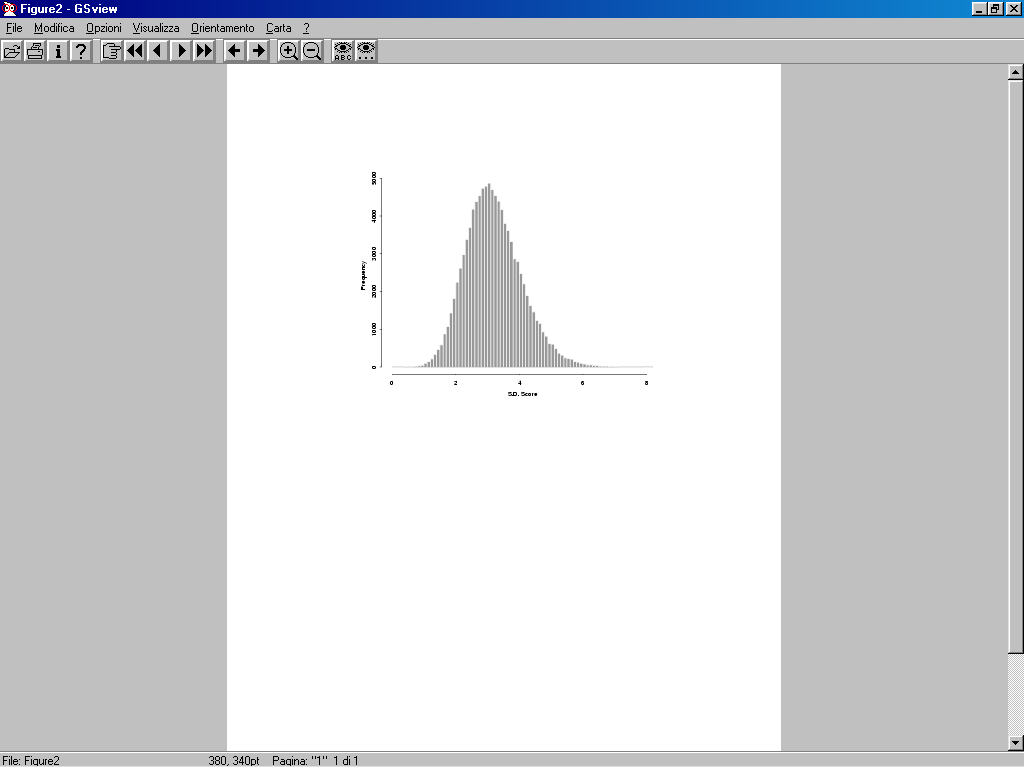 Figure2 - GSview
File Modifica Opzioni Visualizza Orientamento Carta ?
i ?
ABC
5000
4000
3000
2000
1000
0
Frequency
0 2 4 6 8
S.D. Score
File: Figure2 380, 340pt Pagina: "1" 1 di 1